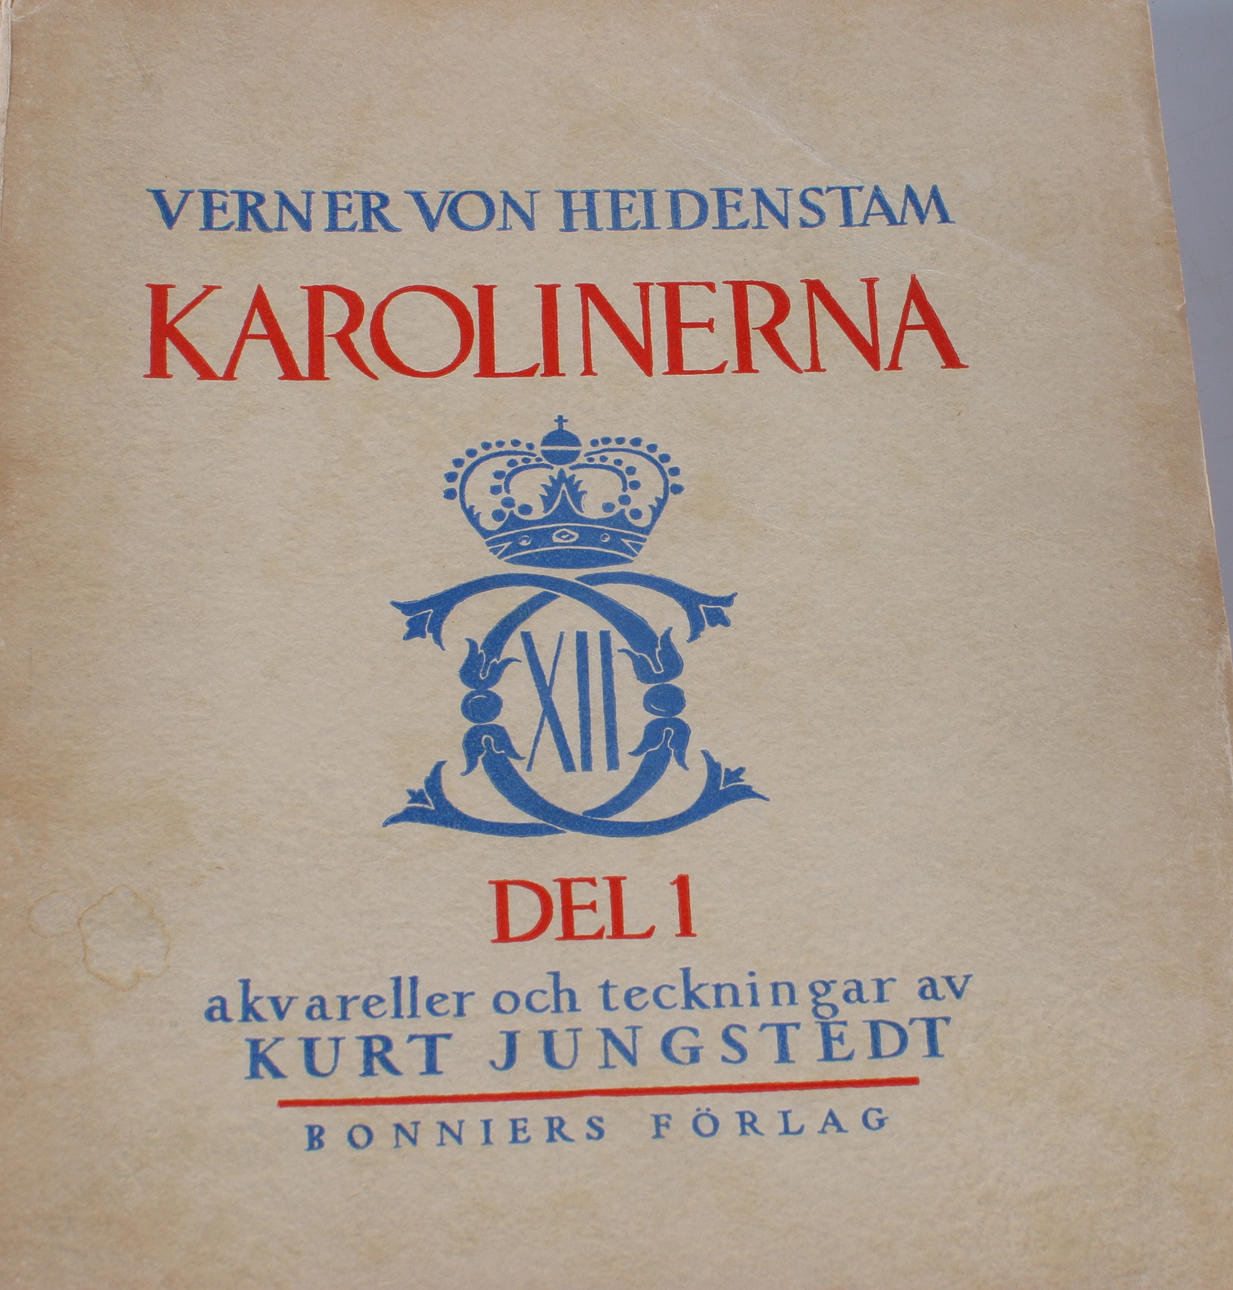 VERNER VON HEIDENSTAM
KAROLINERNA
XII
DEL 1
akvareller och teckningar av
KURT JUNGSTEDT
BONNIERS FÖRLAG